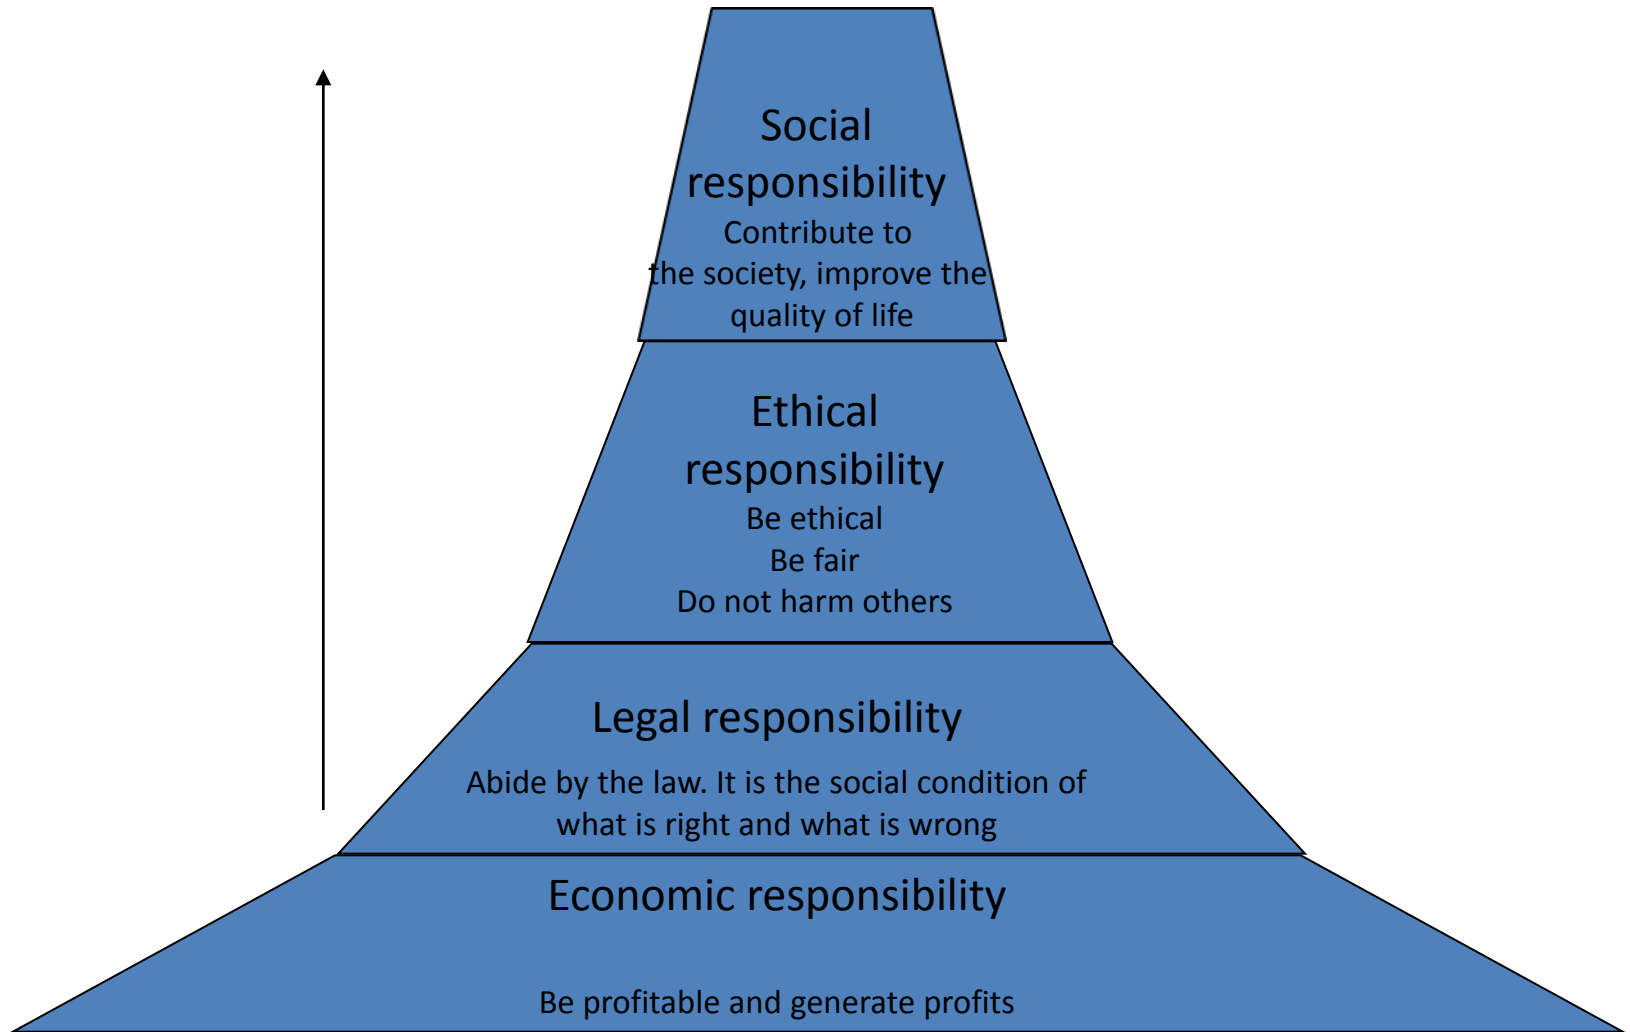 Social
responsibility
Contribute to
the society, improve the
quality of life
Ethical
responsibility
Be ethical
Be fair
Do not harm others
Legal responsibility
Abide by the law. It is the social condition of
what is right and what is wrong
Economic responsibility
Be profitable and generate profits